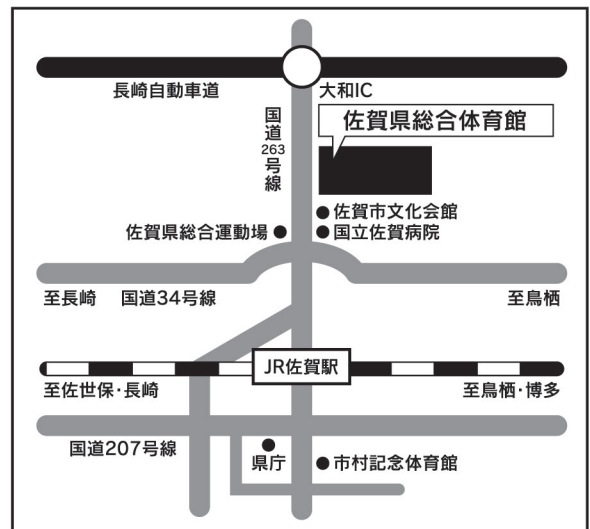 長崎自動車道
大和IC
国道263号線
佐賀県総合体育館
佐賀市文化会館
佐賀県総合運動場
国立佐賀病院
至長崎
国道34号線
至鳥栖
JR佐賀駅
至佐世保・長崎
至鳥栖・博多
国道207号線
県庁
市村記念体育館